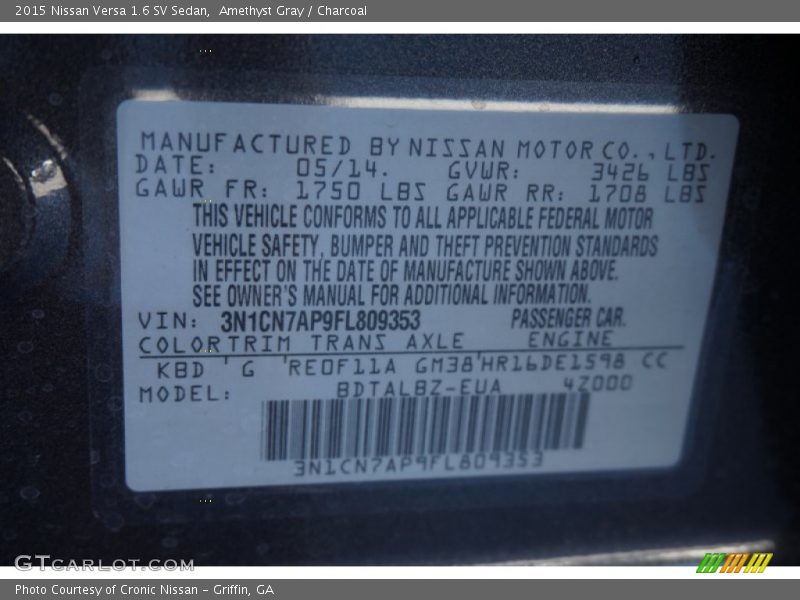 2015 Nissan Versa 1.6 SV Sedan, Amethyst Gray / Charcoal
MANUFACTURED BY NISSAN MOTOR CO., LTD.
DATE: 05/14. GVWR: 3426 LBS
GAWR FR: 1750 LBS GAWR RR: 1708 LBS
THIS VEHICLE CONFORMS TO ALL APPLICABLE FEDERAL MOTOR
VEHICLE SAFETY, BUMPER AND THEFT PREVENTION STANDARDS
IN EFFECT ON THE DATE OF MANUFACTURE SHOWN ABOVE.
SEE OWNER'S MANUAL FOR ADDITIONAL INFORMATION.
VIN: 3N1CN7AP9FL809353 PASSENGER CAR.
COLOR TRIM TRANS AXLE ENGINE
KBD ' G 'RE0F11A GM38'HR16DE1598 CC
MODEL: BDTALBZ-EUA 4Z000
3N1CN7AP9FL809353
GTCARLOT.COM
Photo Courtesy of Cronic Nissan - Griffin, GA